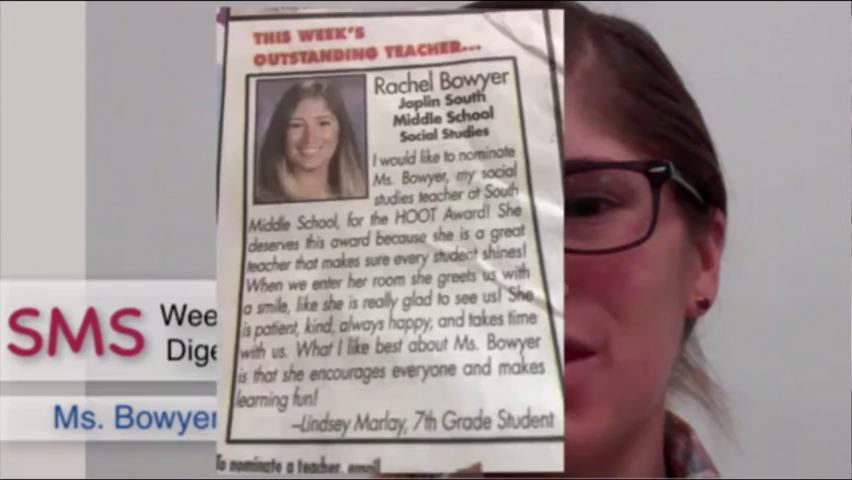 THIS WEEK'S
OUTSTANDING TEACHER...
Rachel Bowyer
Joplin South
Middle School
Social Studies
I would like to nominate
Ms. Bowyer, my social
studies teacher at South
Middle School, for the HOOT Award! She
deserves this award because she is a great
teacher that makes sure every student shines!
When we enter her room she greets us with
a smile, like she is really glad to see us! She
is patient, kind, always happy, and takes time
with us. What I like best about Ms. Bowyer
is that she encourages everyone and makes
learning fun!
–Lindsey Marlay, 7th Grade Student
To nominate a teacher, email
SMS
Wee
Dige
Ms. Bowyer